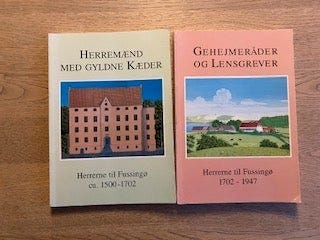 HERREMÆND
MED GYLDNE KÆDER
Herrerne til Fussingø
ca. 1500-1702
GEHEJMERÅDER
OG LENSGREVER
Herrerne til Fussingø
1702 - 1947